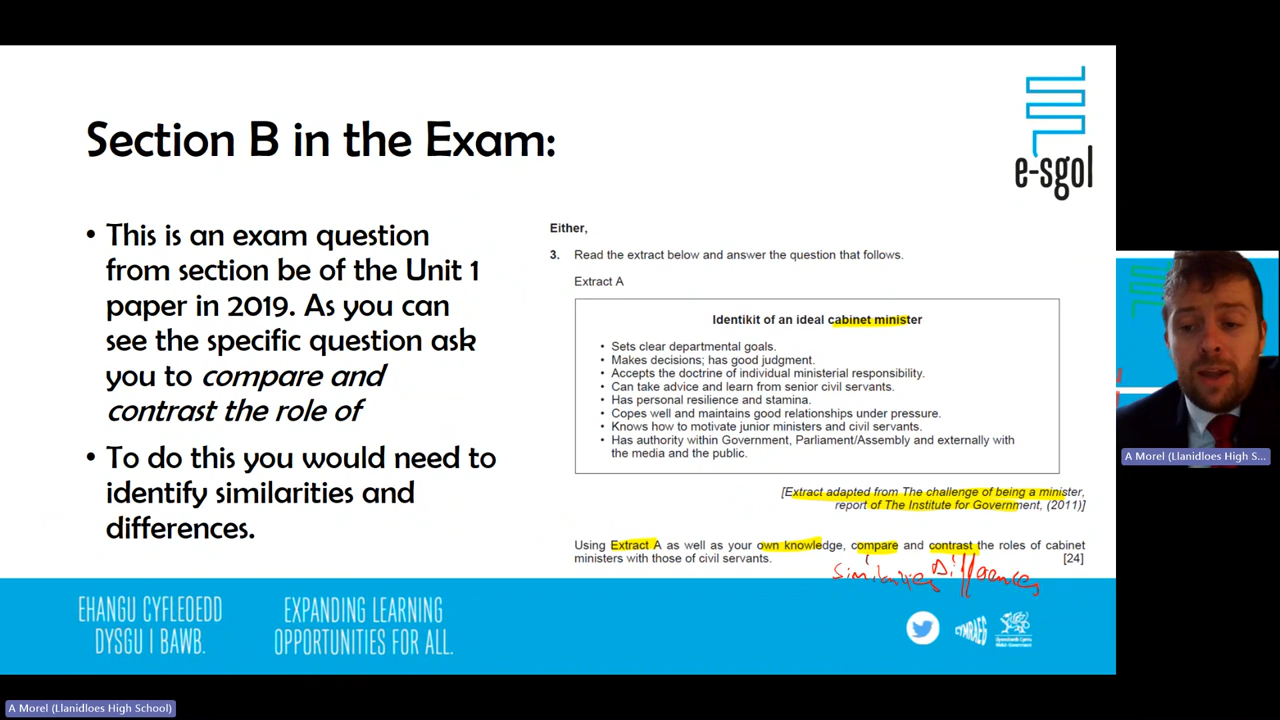 Section B in the Exam:
e-sgol
• This is an exam question
from section be of the Unit 1
paper in 2019. As you can
see the specific question ask
you to compare and
contrast the role of
• To do this you would need to
identify similarities and
differences.
Either,
3. Read the extract below and answer the question that follows.
Extract A
Identikit of an ideal cabinet minister
• Sets clear departmental goals.
• Makes decisions; has good judgment.
• Accepts the doctrine of individual ministerial responsibility.
• Can take advice and learn from senior civil servants.
• Has personal resilience and stamina.
• Copes well and maintains good relationships under pressure.
• Knows how to motivate junior ministers and civil servants.
• Has authority within Government, Parliament/Assembly and externally with
the media and the public.
[Extract adapted from The challenge of being a minister,
report of The Institute for Government, (2011)]
Using Extract A as well as your own knowledge, compare and contrast the roles of cabinet
ministers with those of civil servants. [24]
Similarities Differences
EHANGU CYFLEOEDD
DYSGU I BAWB.
EXPANDING LEARNING
OPPORTUNITIES FOR ALL.
CYMRAEG
Llywodraeth Cymru
Welsh Government
A Morel (Llanidloes High S...
A Morel (Llanidloes High School)